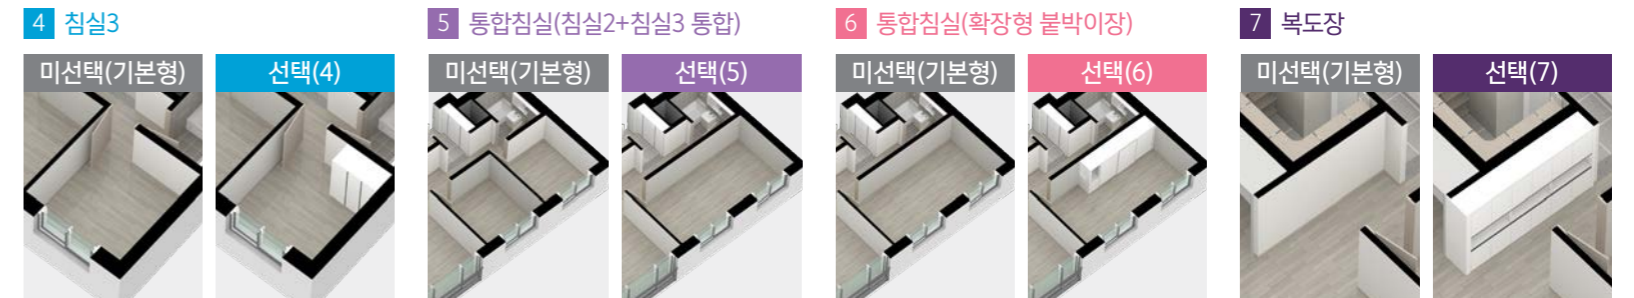 4 침실3
5 통합침실(침실2+침실3 통합)
6 통합침실(확장형 붙박이장)
7 복도장
미선택(기본형) 선택(4)
미선택(기본형) 선택(5)
미선택(기본형) 선택(6)
미선택(기본형) 선택(7)